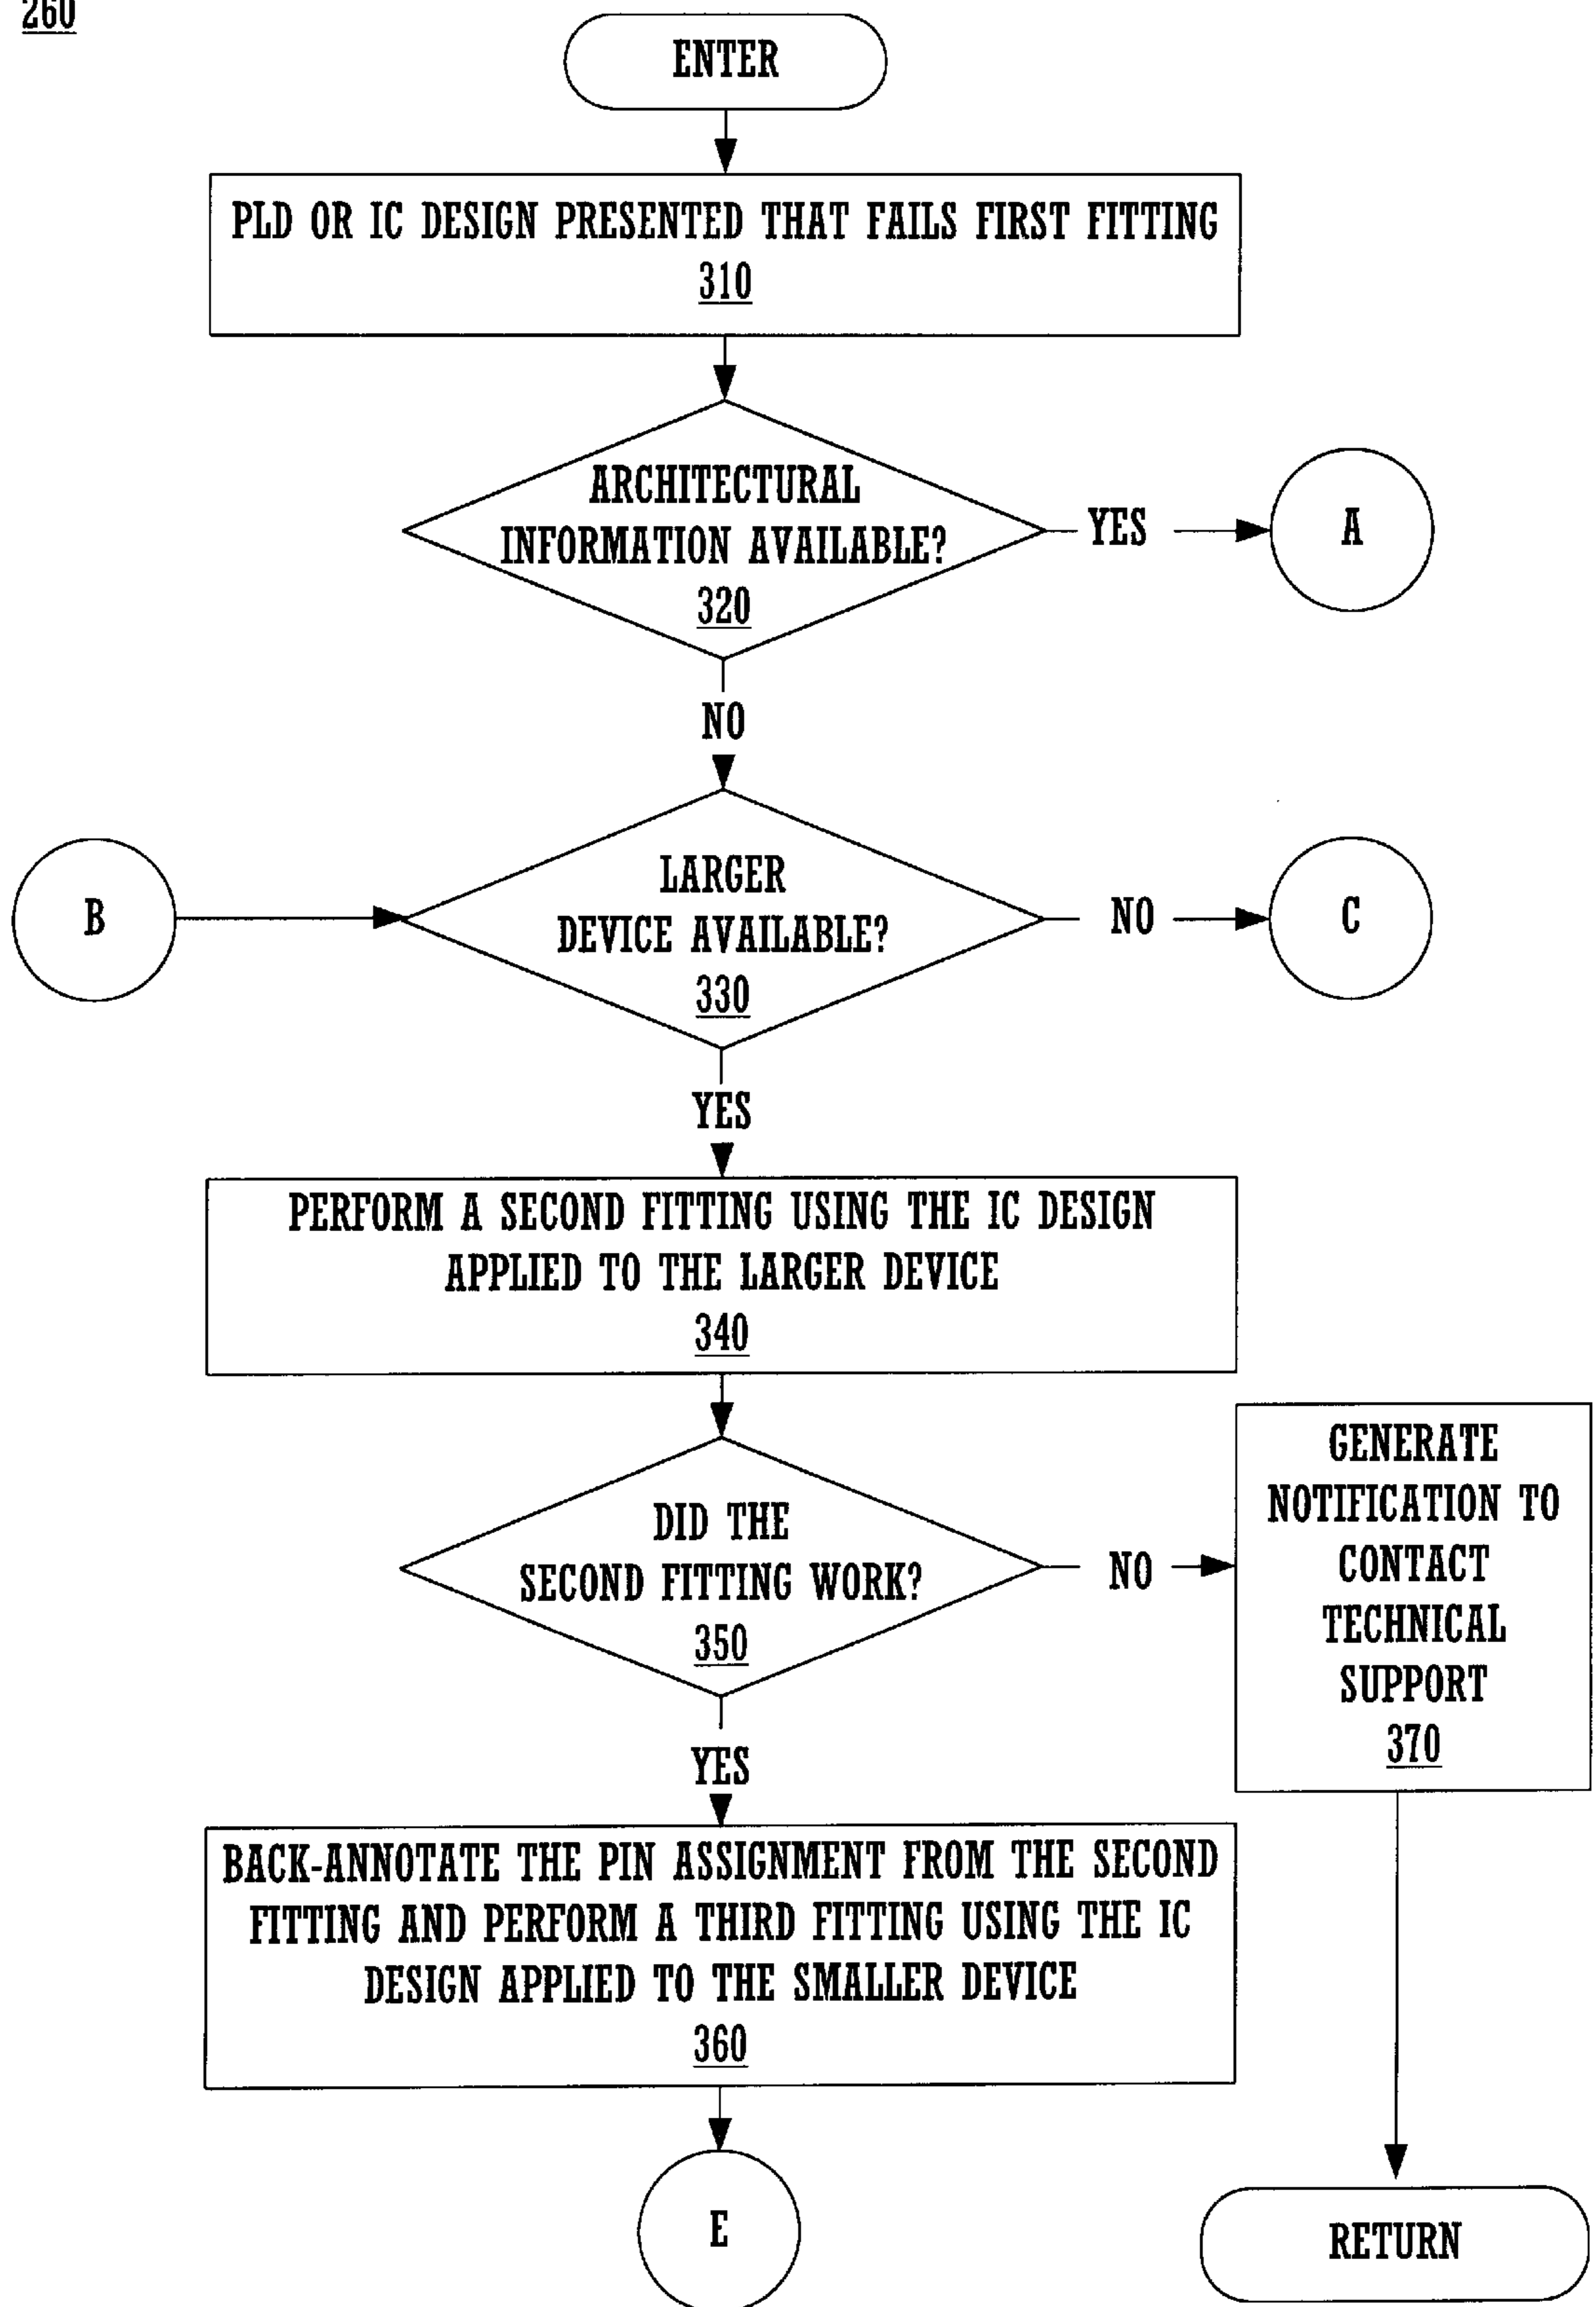 260
ENTER
PLD OR IC DESIGN PRESENTED THAT FAILS FIRST FITTING
310
ARCHITECTURAL
INFORMATION AVAILABLE?
320
YES
A
NO
B
LARGER
DEVICE AVAILABLE?
330
NO
C
YES
PERFORM A SECOND FITTING USING THE IC DESIGN
APPLIED TO THE LARGER DEVICE
340
DID THE
SECOND FITTING WORK?
350
NO
GENERATE
NOTIFICATION TO
CONTACT
TECHNICAL
SUPPORT
370
YES
BACK-ANNOTATE THE PIN ASSIGNMENT FROM THE SECOND
FITTING AND PERFORM A THIRD FITTING USING THE IC
DESIGN APPLIED TO THE SMALLER DEVICE
360
E
RETURN